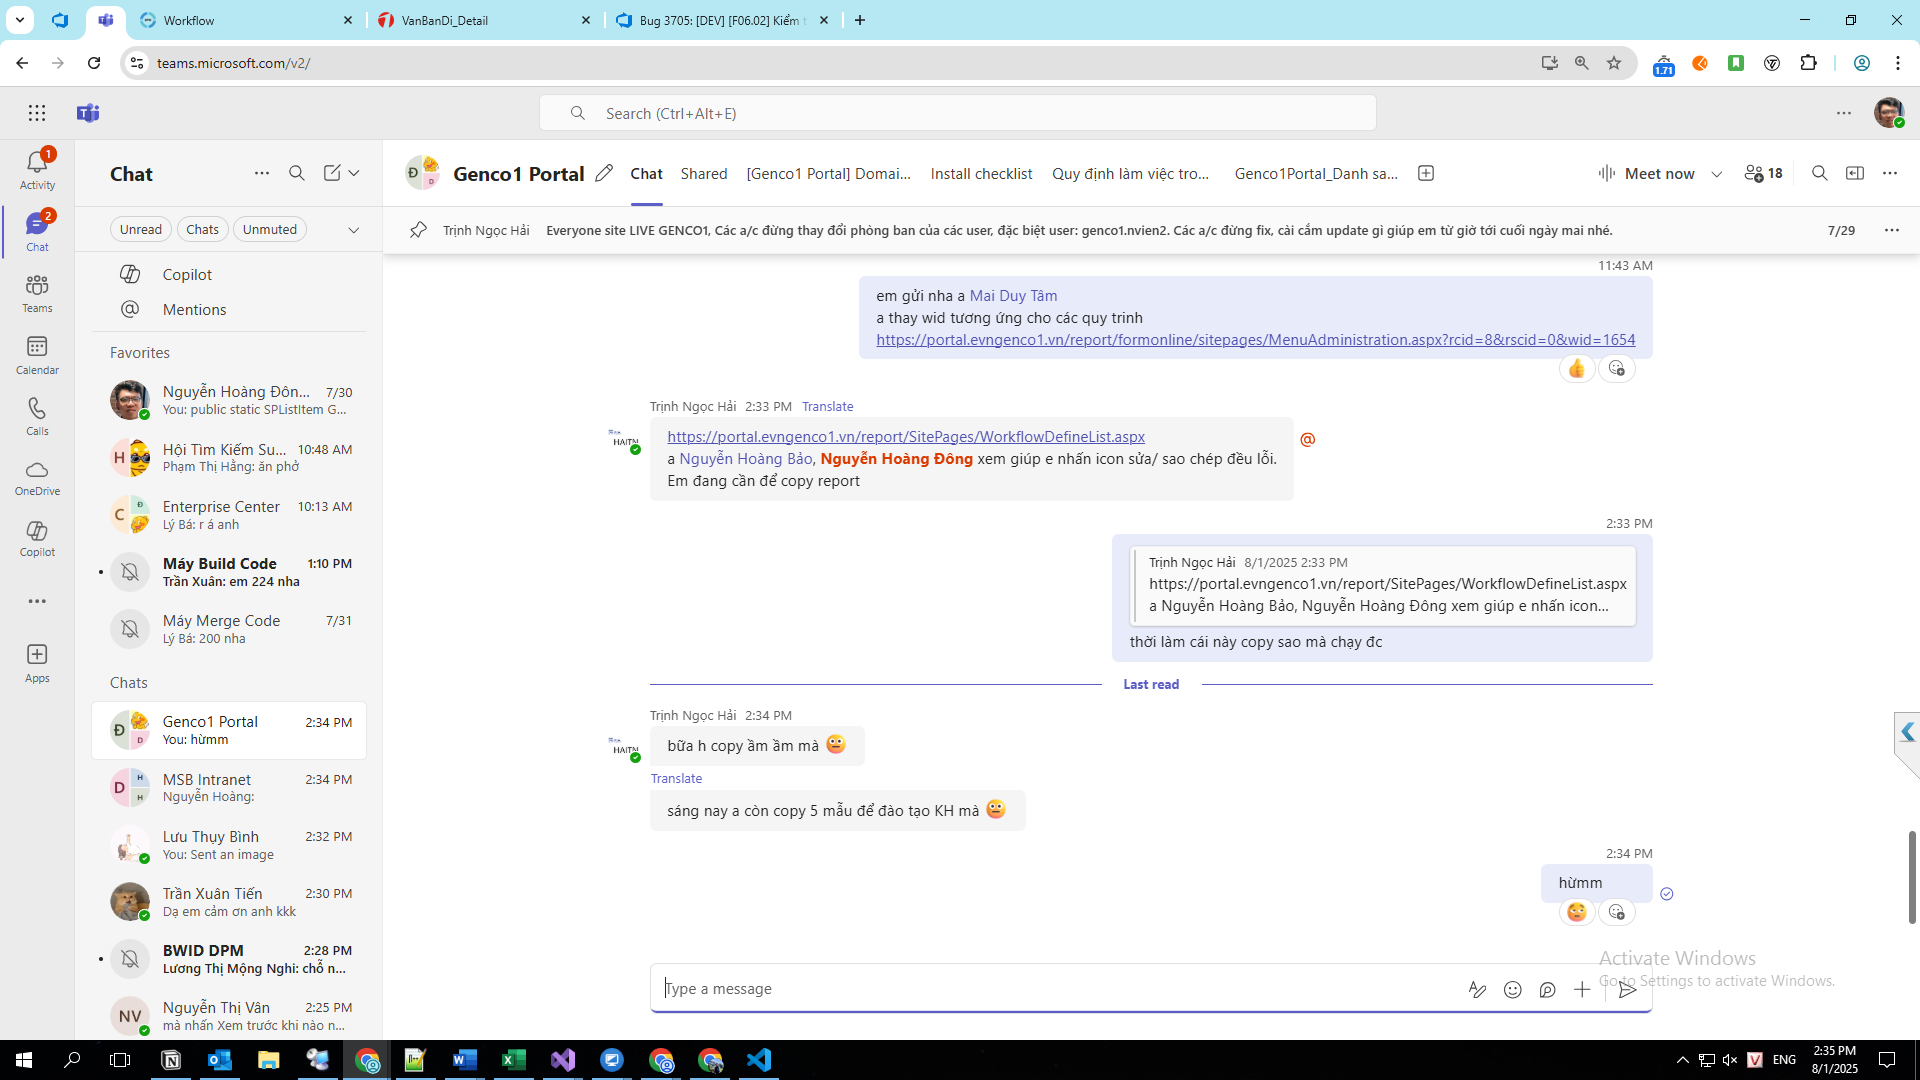 Workflow
VanBanDi_Detail
Bug 3705: [DEV] [F06.02] Kiểm t
teams.microsoft.com/v2/
1.71
Search (Ctrl+Alt+E)
1
Activity
2
Chat
Teams
Calendar
Calls
OneDrive
Copilot
Apps
Chat
Unread
Chats
Unmuted
Copilot
Mentions
Favorites
Nguyễn Hoàng Đôn... 7/30
You: public static SPListItem G...
Hội Tìm Kiếm Su... 10:48 AM
Phạm Thị Hằng: ăn phở
Enterprise Center 10:13 AM
Lý Bá: r á anh
Máy Build Code 1:10 PM
Trần Xuân: em 224 nha
Máy Merge Code 7/31
Lý Bá: 200 nha
Chats
Genco1 Portal 2:34 PM
You: hừmm
MSB Intranet 2:34 PM
Nguyễn Hoàng:
Lưu Thụy Bình 2:32 PM
You: Sent an image
Trần Xuân Tiến 2:30 PM
Dạ em cảm ơn anh kkk
BWID DPM 2:28 PM
Lương Thị Mộng Nghi: chỗ n...
NV
Nguyễn Thị Vân 2:25 PM
mà nhấn Xem trước khi nào n...
Genco1 Portal
Chat
Shared
[Genco1 Portal] Domai...
Install checklist
Quy định làm việc tro...
Genco1Portal_Danh sa...
Meet now
18
Trịnh Ngọc Hải Everyone site LIVE GENCO1, Các a/c đừng thay đổi phòng ban của các user, đặc biệt user: genco1.nvien2. Các a/c đừng fix, cài cắm update gì giúp em từ giờ tới cuối ngày mai nhé. 7/29
11:43 AM
em gửi nha a Mai Duy Tâm
a thay wid tương ứng cho các quy trinh
https://portal.evngenco1.vn/report/formonline/sitepages/MenuAdministration.aspx?rcid=8&rscid=0&wid=1654
Trịnh Ngọc Hải 2:33 PM Translate
HAITN
https://portal.evngenco1.vn/report/SitePages/WorkflowDefineList.aspx
a Nguyễn Hoàng Bảo, Nguyễn Hoàng Đông xem giúp e nhấn icon sửa/ sao chép đều lỗi.
Em đang cần để copy report
2:33 PM
Trịnh Ngọc Hải 8/1/2025 2:33 PM
https://portal.evngenco1.vn/report/SitePages/WorkflowDefineList.aspx
a Nguyễn Hoàng Bảo, Nguyễn Hoàng Đông xem giúp e nhấn icon...
thời làm cái này copy sao mà chạy đc
Last read
Trịnh Ngọc Hải 2:34 PM
HAITN
bữa h copy ầm ầm mà
Translate
sáng nay a còn copy 5 mẫu để đào tạo KH mà
2:34 PM
hừmm
Type a message
Activate Windows
Go to Settings to activate Windows.
ENG
2:35 PM
8/1/2025